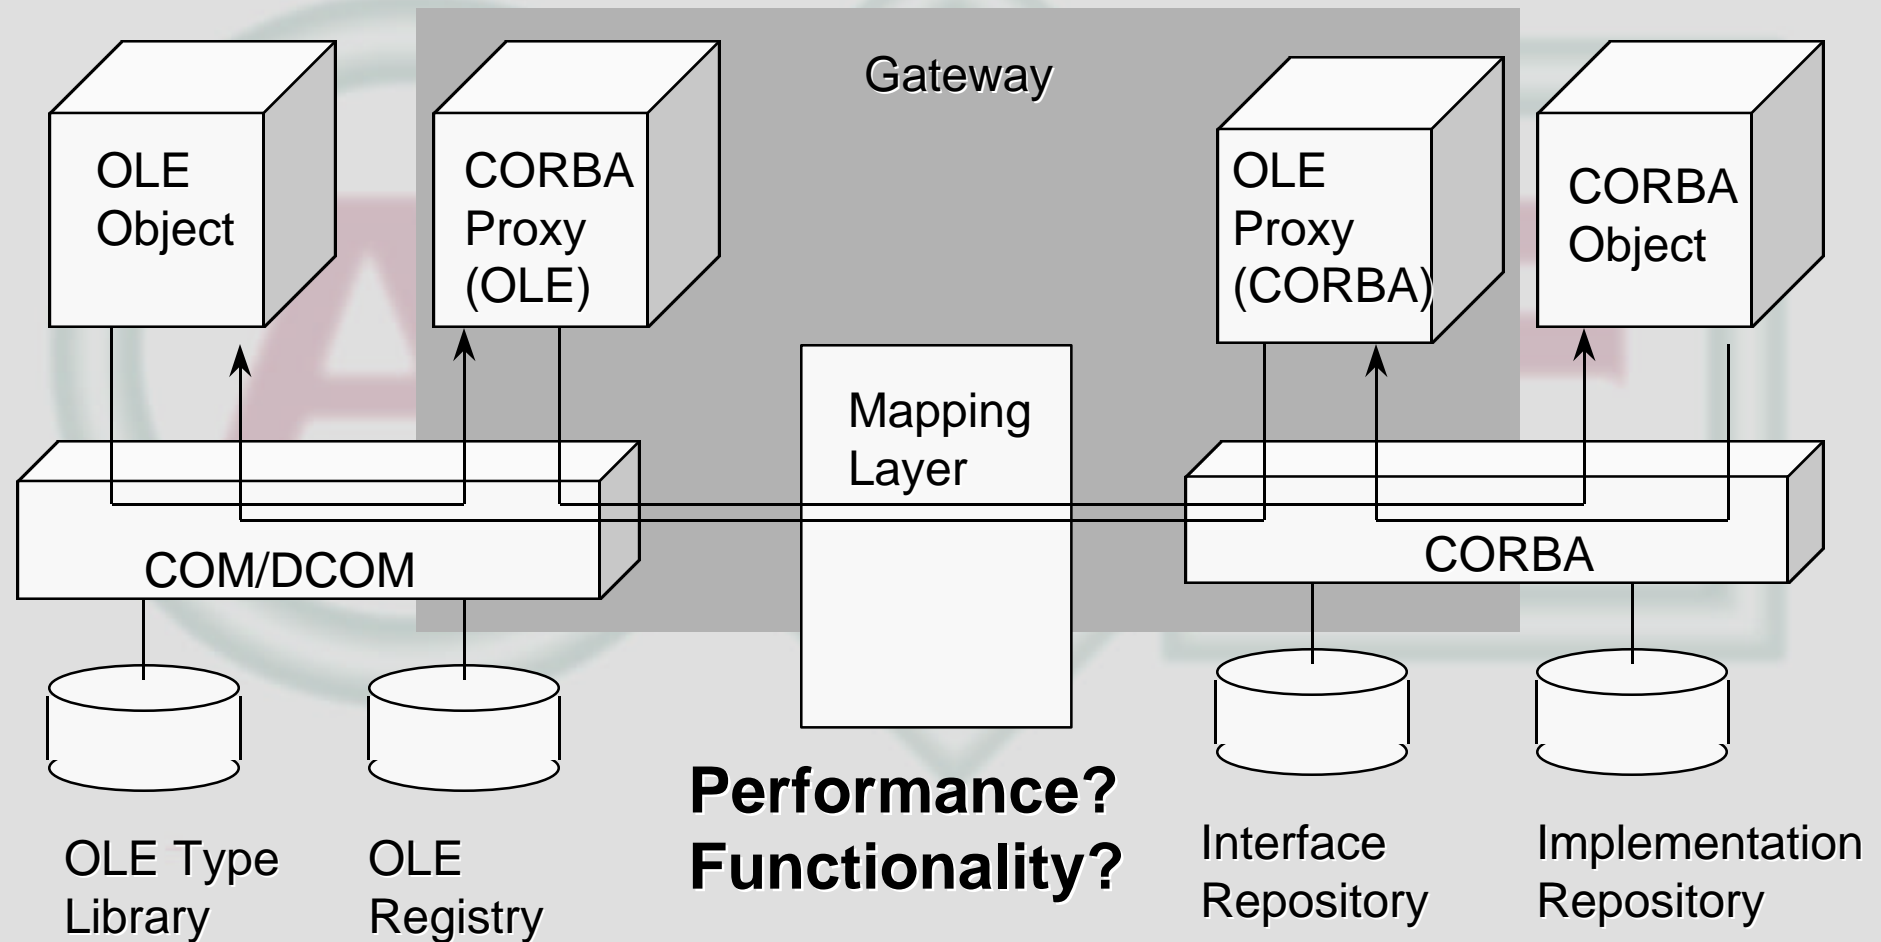 Gateway
OLE
Object
CORBA
Proxy
(OLE)
OLE
Proxy
(CORBA)
CORBA
Object
Mapping
Layer
COM/DCOM
CORBA
Performance?
Functionality?
OLE Type
Library
OLE
Registry
Interface
Repository
Implementation
Repository